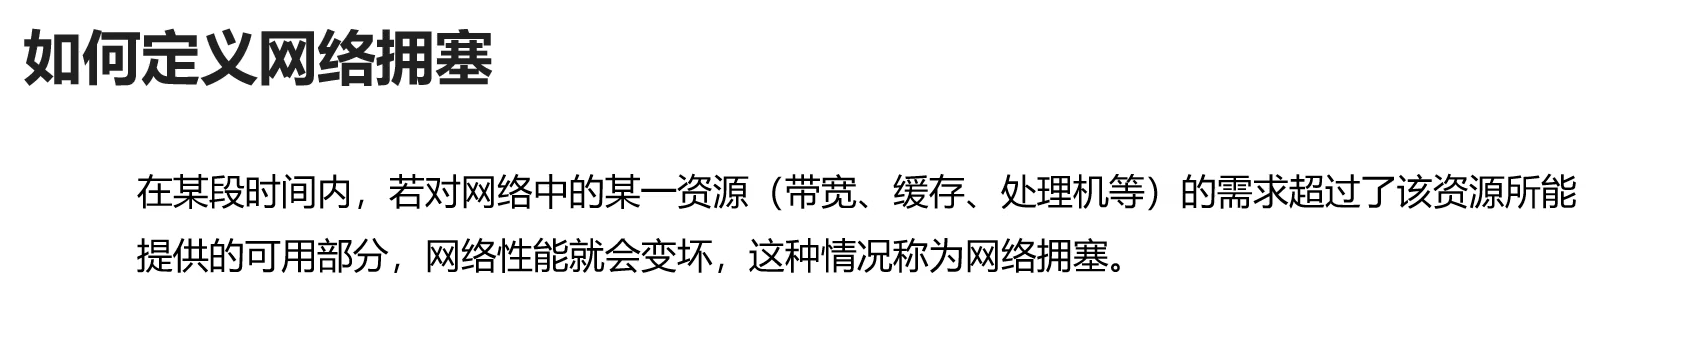 如何定义网络拥塞
在某段时间内，若对网络中的某一资源（带宽、缓存、处理机等）的需求超过了该资源所能
提供的可用部分，网络性能就会变坏，这种情况称为网络拥塞。